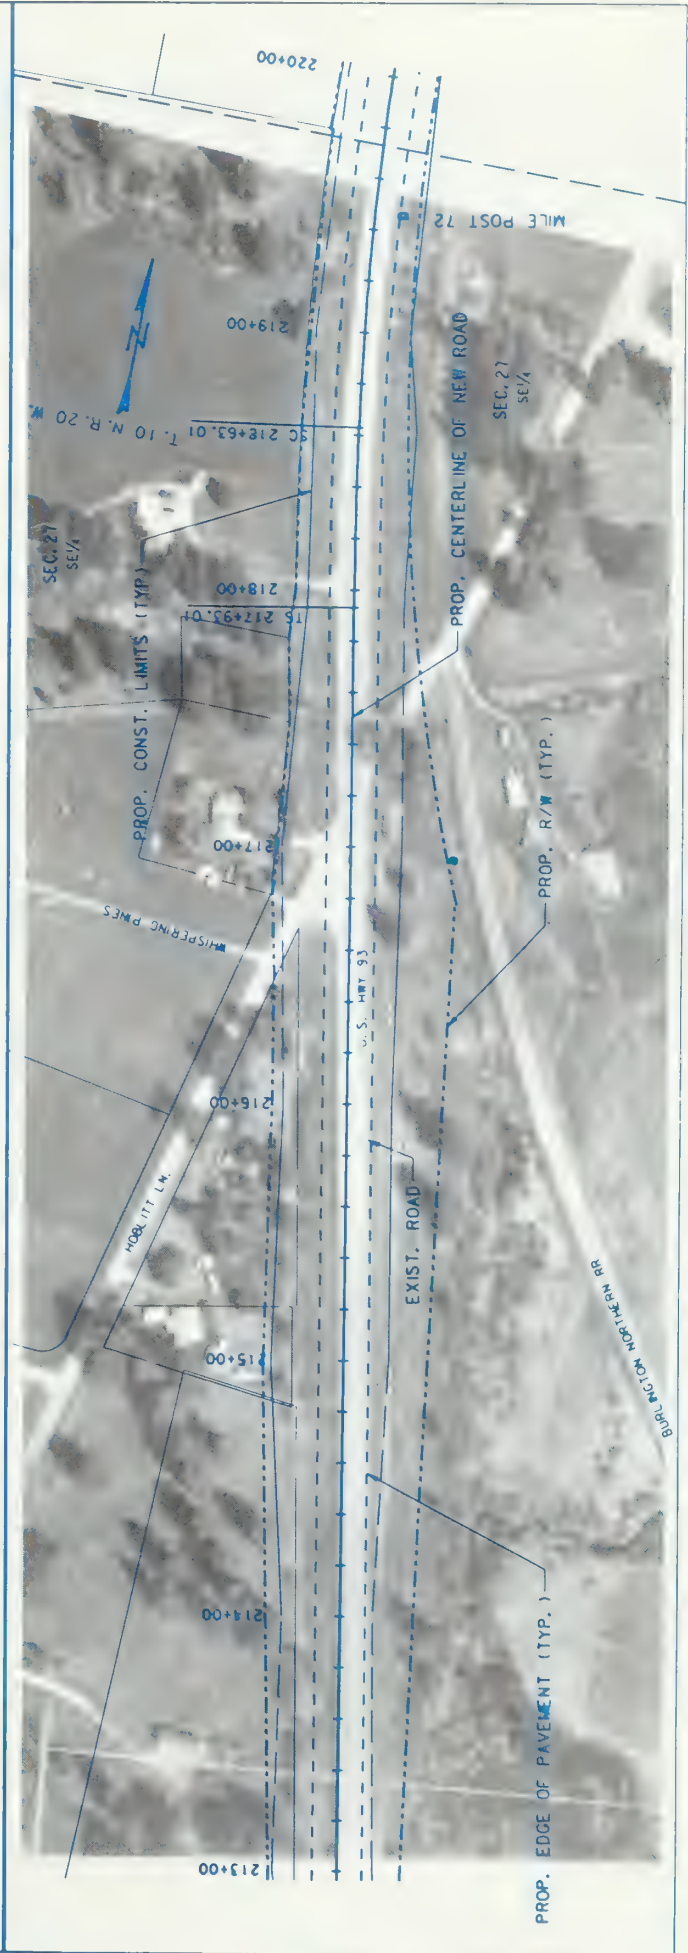 220+00
MILE POST 72
219+00
N
T. 10 N. R. 20 W.
SC 218+63.01
PROP. CENTERLINE OF NEW ROAD
SEC. 27
SE¼
SEC. 27
SE¼
PROP. CONST. LIMITS (TYP.)
218+00
TS 217+93.01
217+00
PROP. R/W (TYP.)
WHISPERING PINES
U.S. HWY 93
216+00
HOBLITT LN.
EXIST. ROAD
BURLINGTON NORTHERN RR
215+00
214+00
PROP. EDGE OF PAVEMENT (TYP.)
213+00